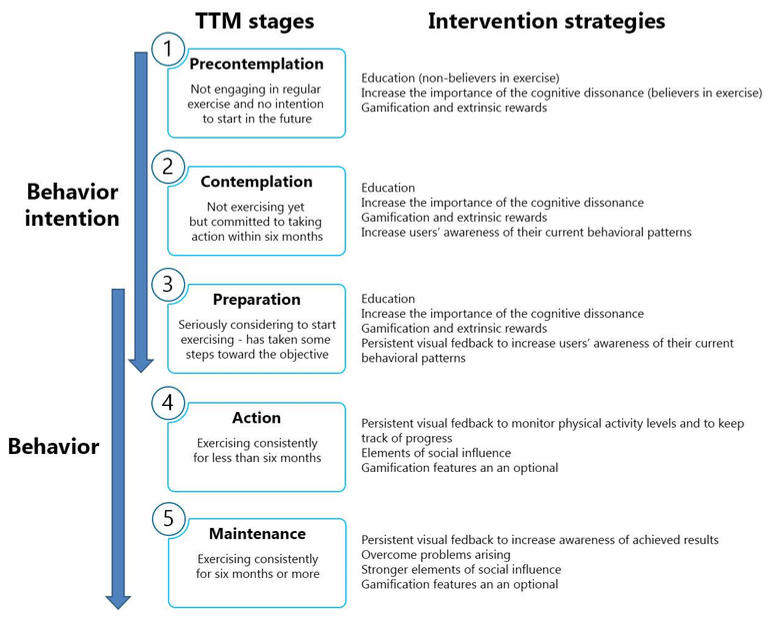 TTM stages
Intervention strategies
1
Precontemplation
Not engaging in regular
exercise and no intention
to start in the future
Education (non-believers in exercise)
Increase the importance of the cognitive dissonance (believers in exercise)
Gamification and extrinsic rewards
Behavior
intention
2
Contemplation
Not exercising yet
but committed to taking
action within six months
Education
Increase the importance of the cognitive dissonance
Gamification and extrinsic rewards
Increase users' awareness of their current behavioral patterns
3
Preparation
Seriously considering to start
exercising - has taken some
steps toward the objective
Education
Increase the importance of the cognitive dissonance
Gamification and extrinsic rewards
Persistent visual fedback to increase users' awareness of their current
behavioral patterns
Behavior
4
Action
Exercising consistently
for less than six months
Persistent visual fedback to monitor physical activity levels and to keep
track of progress
Elements of social influence
Gamification features an an optional
5
Maintenance
Exercising consistently
for six months or more
Persistent visual fedback to increase awareness of achieved results
Overcome problems arising
Stronger elements of social influence
Gamification features an an optional